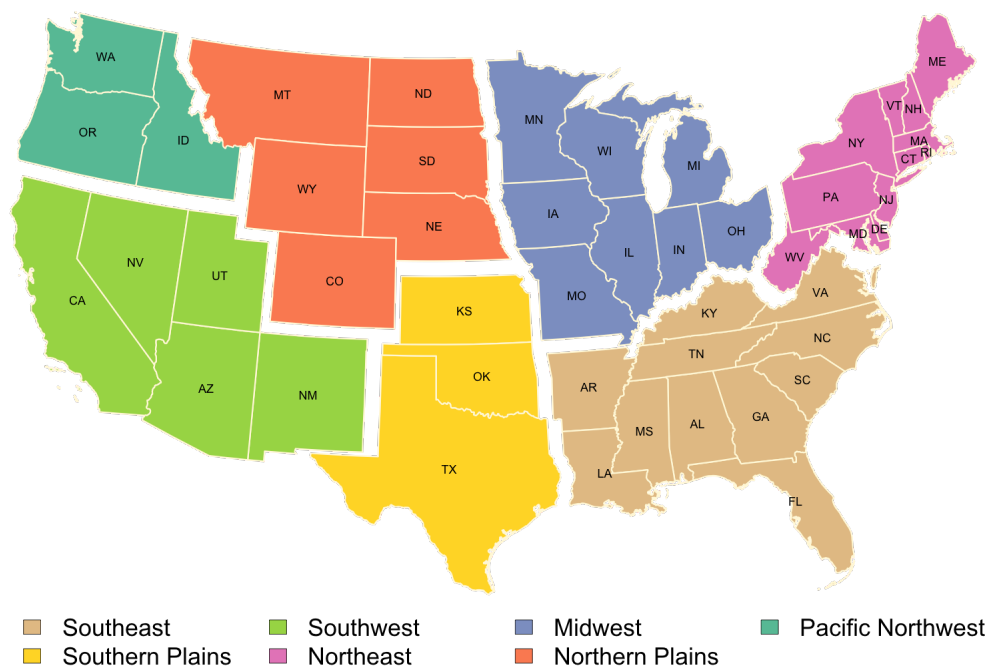 WA
MT
ND
ME
OR
ID
SD
MN
WI
MI
NY
VT
NH
MA
CT
RI
WY
NE
IA
PA
NJ
NV
UT
CO
IL
IN
OH
WV
MD
DE
CA
KS
MO
KY
VA
AZ
NM
OK
AR
TN
NC
SC
TX
MS
AL
GA
LA
FL
Southeast
Southwest
Midwest
Pacific Northwest
Southern Plains
Northeast
Northern Plains